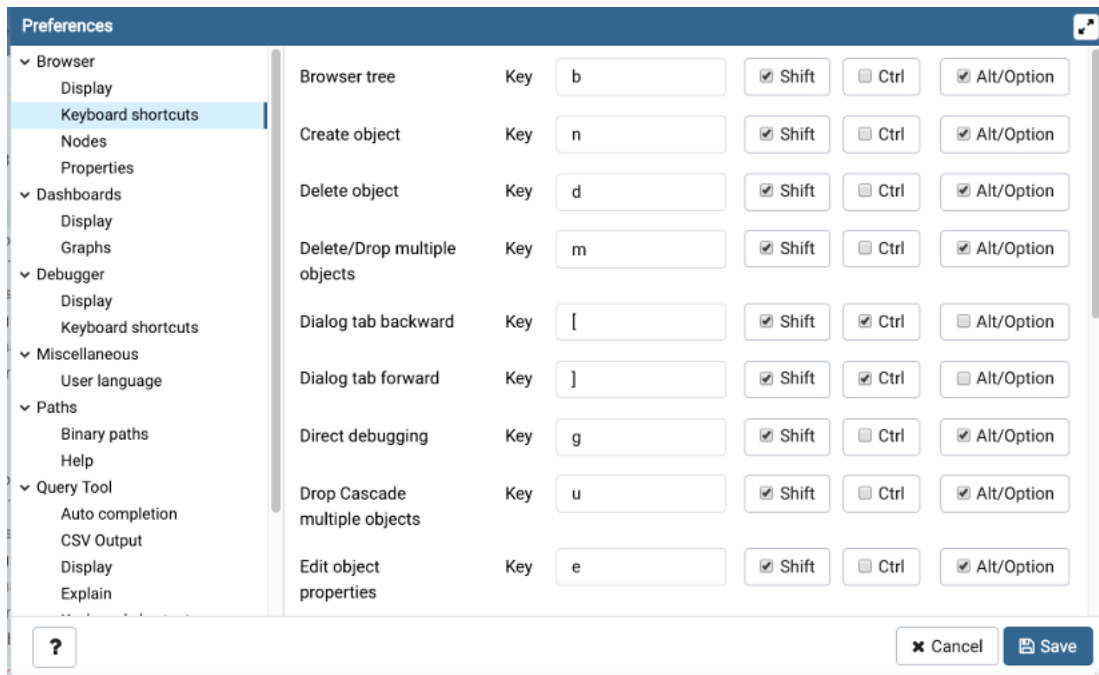 Preferences
Browser
Display
Keyboard shortcuts
Nodes
Properties
Dashboards
Display
Graphs
Debugger
Display
Keyboard shortcuts
Miscellaneous
User language
Paths
Binary paths
Help
Query Tool
Auto completion
CSV Output
Display
Explain
Browser tree Key b Shift Ctrl Alt/Option
Create object Key n Shift Ctrl Alt/Option
Delete object Key d Shift Ctrl Alt/Option
Delete/Drop multiple Key m Shift Ctrl Alt/Option
objects
Dialog tab backward Key [ Shift Ctrl Alt/Option
Dialog tab forward Key ] Shift Ctrl Alt/Option
Direct debugging Key g Shift Ctrl Alt/Option
Drop Cascade Key u Shift Ctrl Alt/Option
multiple objects
Edit object Key e Shift Ctrl Alt/Option
properties
? Cancel Save